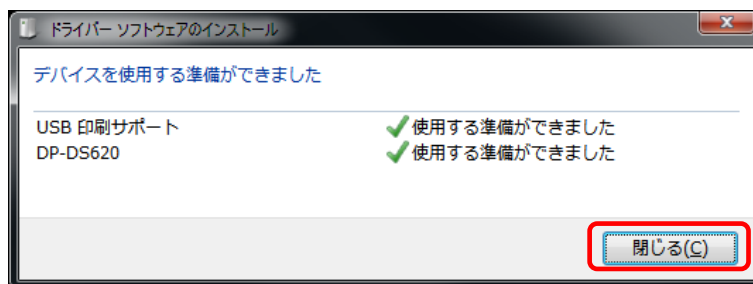 ドライバー ソフトウェアのインストール
デバイスを使用する準備ができました
USB 印刷サポート 使用する準備ができました
DP-DS620 使用する準備ができました
閉じる(C)